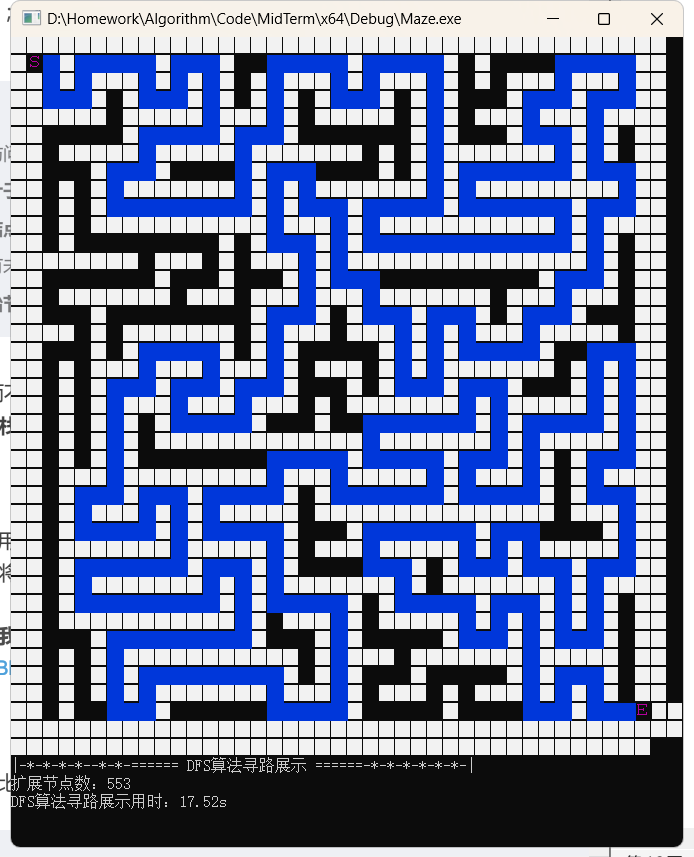 D:\Homework\Algorithm\Code\MidTerm\x64\Debug\Maze.exe
S
E
|-*-*-*-*--*-*-====== DFS算法寻路展示 ======-*-*-*-*-*-*-|
扩展节点数: 553
DFS算法寻路展示用时: 17.52s